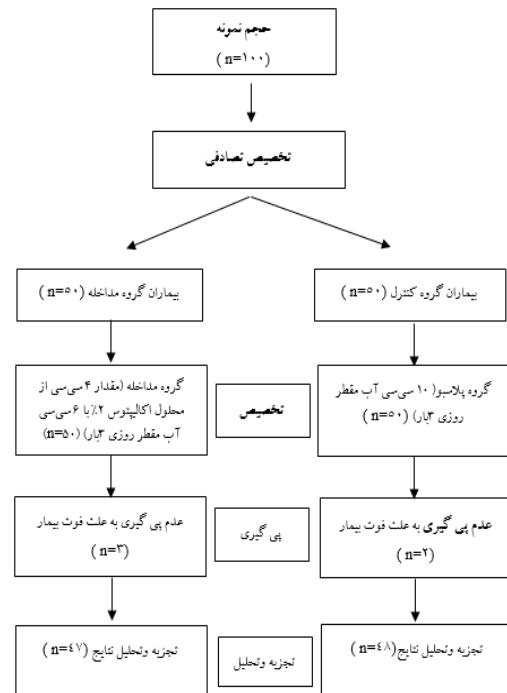 حجم نمونه
( n=۱۰۰)
تخصیص تصادفی
بیماران گروه کنترل (n=۵۰ )
بیماران گروه مداخله (n=۵۰ )
گروه پلاسبو( ۱۰ سی‌سی آب مقطر
روزی ۳بار) (n=۵۰ )
تخصیص
گروه مداخله (مقدار ۴ سی‌سی از
محلول اکالیپتوس ۲٪ با ۶ سی‌سی
آب مقطر روزی ۳بار) (n=۵۰)
عدم پی گیری به علت فوت بیمار
(n=۲ )
پی گیری
عدم پی گیری به علت فوت بیمار
( n=۳)
تجزیه وتحلیل نتایج(n=٤٨ )
تجزیه وتحلیل
تجزیه وتحلیل نتایج (n=٤٧ )